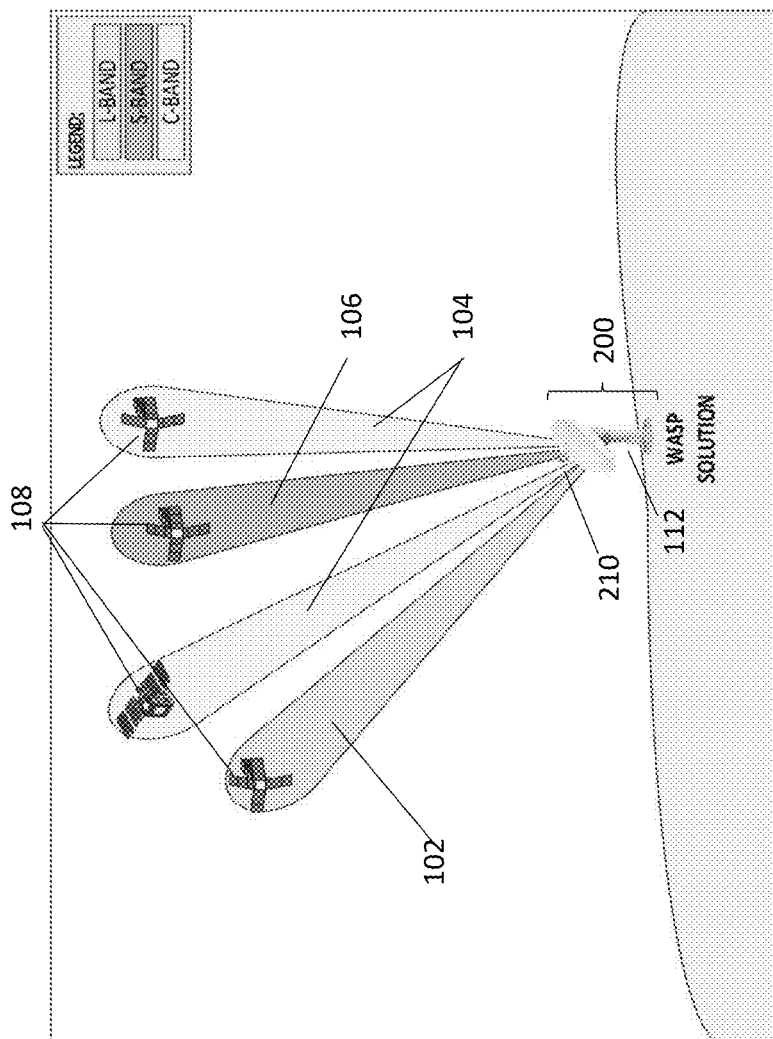 LEGEND:
L-BAND
S-BAND
C-BAND
108
106
104
102
200
210
112
WASP
SOLUTION